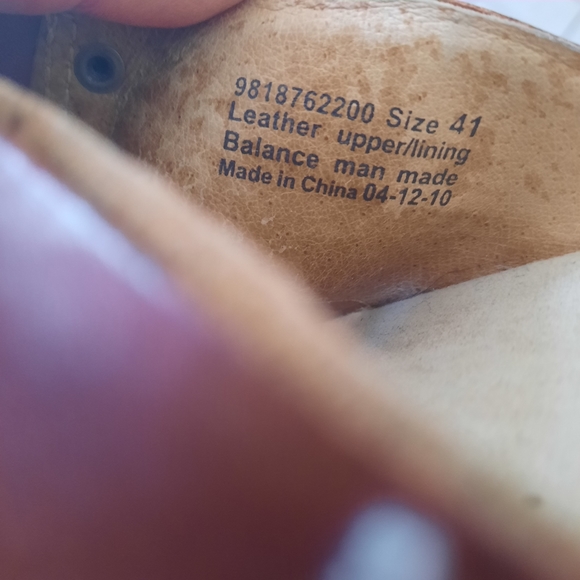 9818762200 Size 41
Leather upper/lining
Balance man made
Made in China 04-12-10